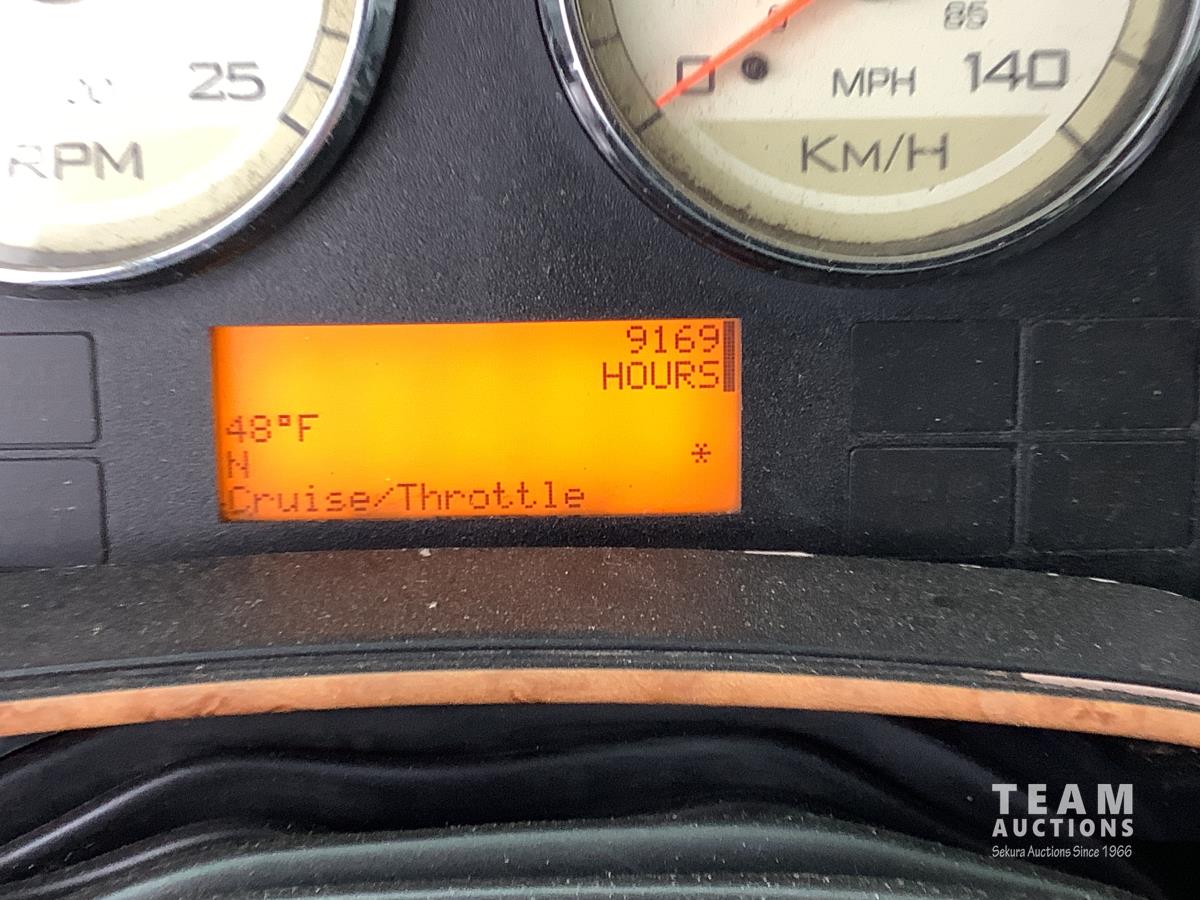 25
RPM
0
85
MPH 140
KM/H
9169
HOURS
48°F
N *
Cruise/Throttle
TEAM
AUCTIONS
Sekura Auctions Since 1966